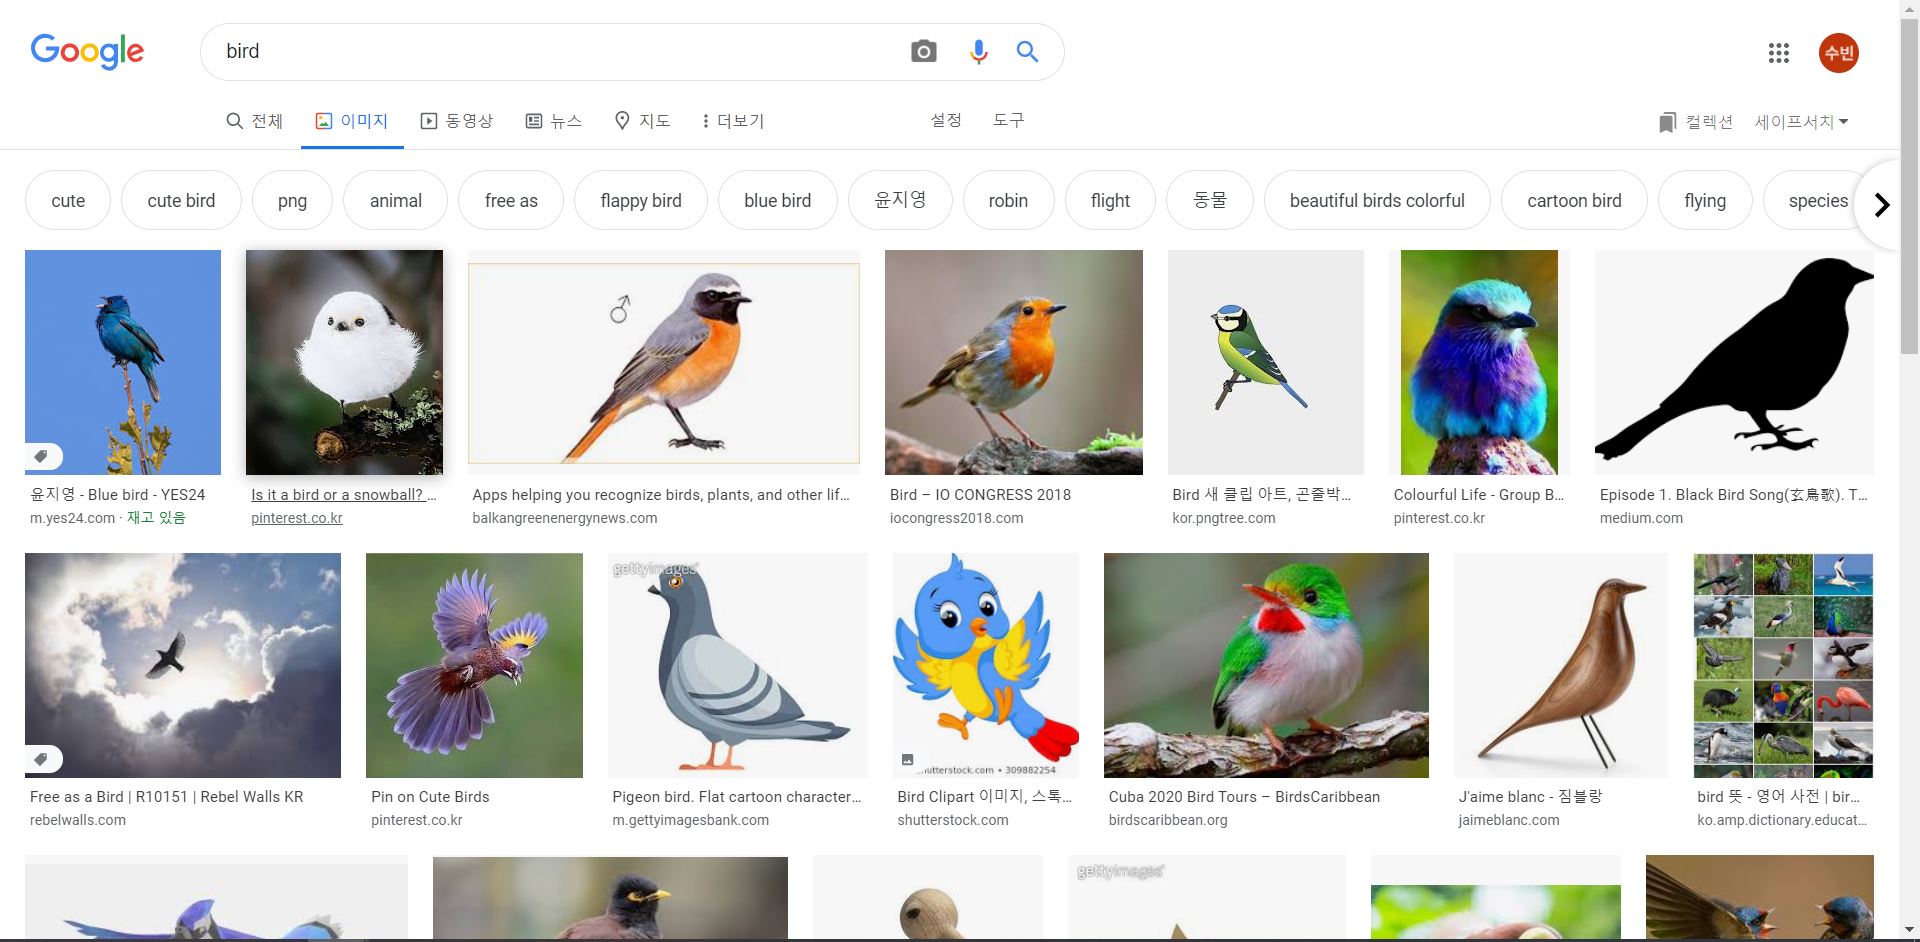 Google
bird
수빈
전체
이미지
동영상
뉴스
지도
더보기
설정
도구
컬렉션
세이프서치
cute
cute bird
png
animal
free as
flappy bird
blue bird
윤지영
robin
flight
동물
beautiful birds colorful
cartoon bird
flying
species
윤지영 - Blue bird - YES24
m.yes24.com · 재고 있음
Is it a bird or a snowball? ...
pinterest.co.kr
Apps helping you recognize birds, plants, and other lif...
balkangreenenergynews.com
Bird – IO CONGRESS 2018
iocongress2018.com
Bird 새 클립 아트, 곤줄박...
kor.pngtree.com
Colourful Life - Group B...
pinterest.co.kr
Episode 1. Black Bird Song(玄鳥歌). T...
medium.com
gettyimages
shutterstock.com • 309882254
Free as a Bird | R10151 | Rebel Walls KR
rebelwalls.com
Pin on Cute Birds
pinterest.co.kr
Pigeon bird. Flat cartoon character...
m.gettyimagesbank.com
Bird Clipart 이미지, 스톡...
shutterstock.com
Cuba 2020 Bird Tours – BirdsCaribbean
birdscaribbean.org
J'aime blanc - 짐블랑
jaimeblanc.com
bird 뜻 - 영어 사전 | bir...
ko.amp.dictionary.educat...
gettyimages